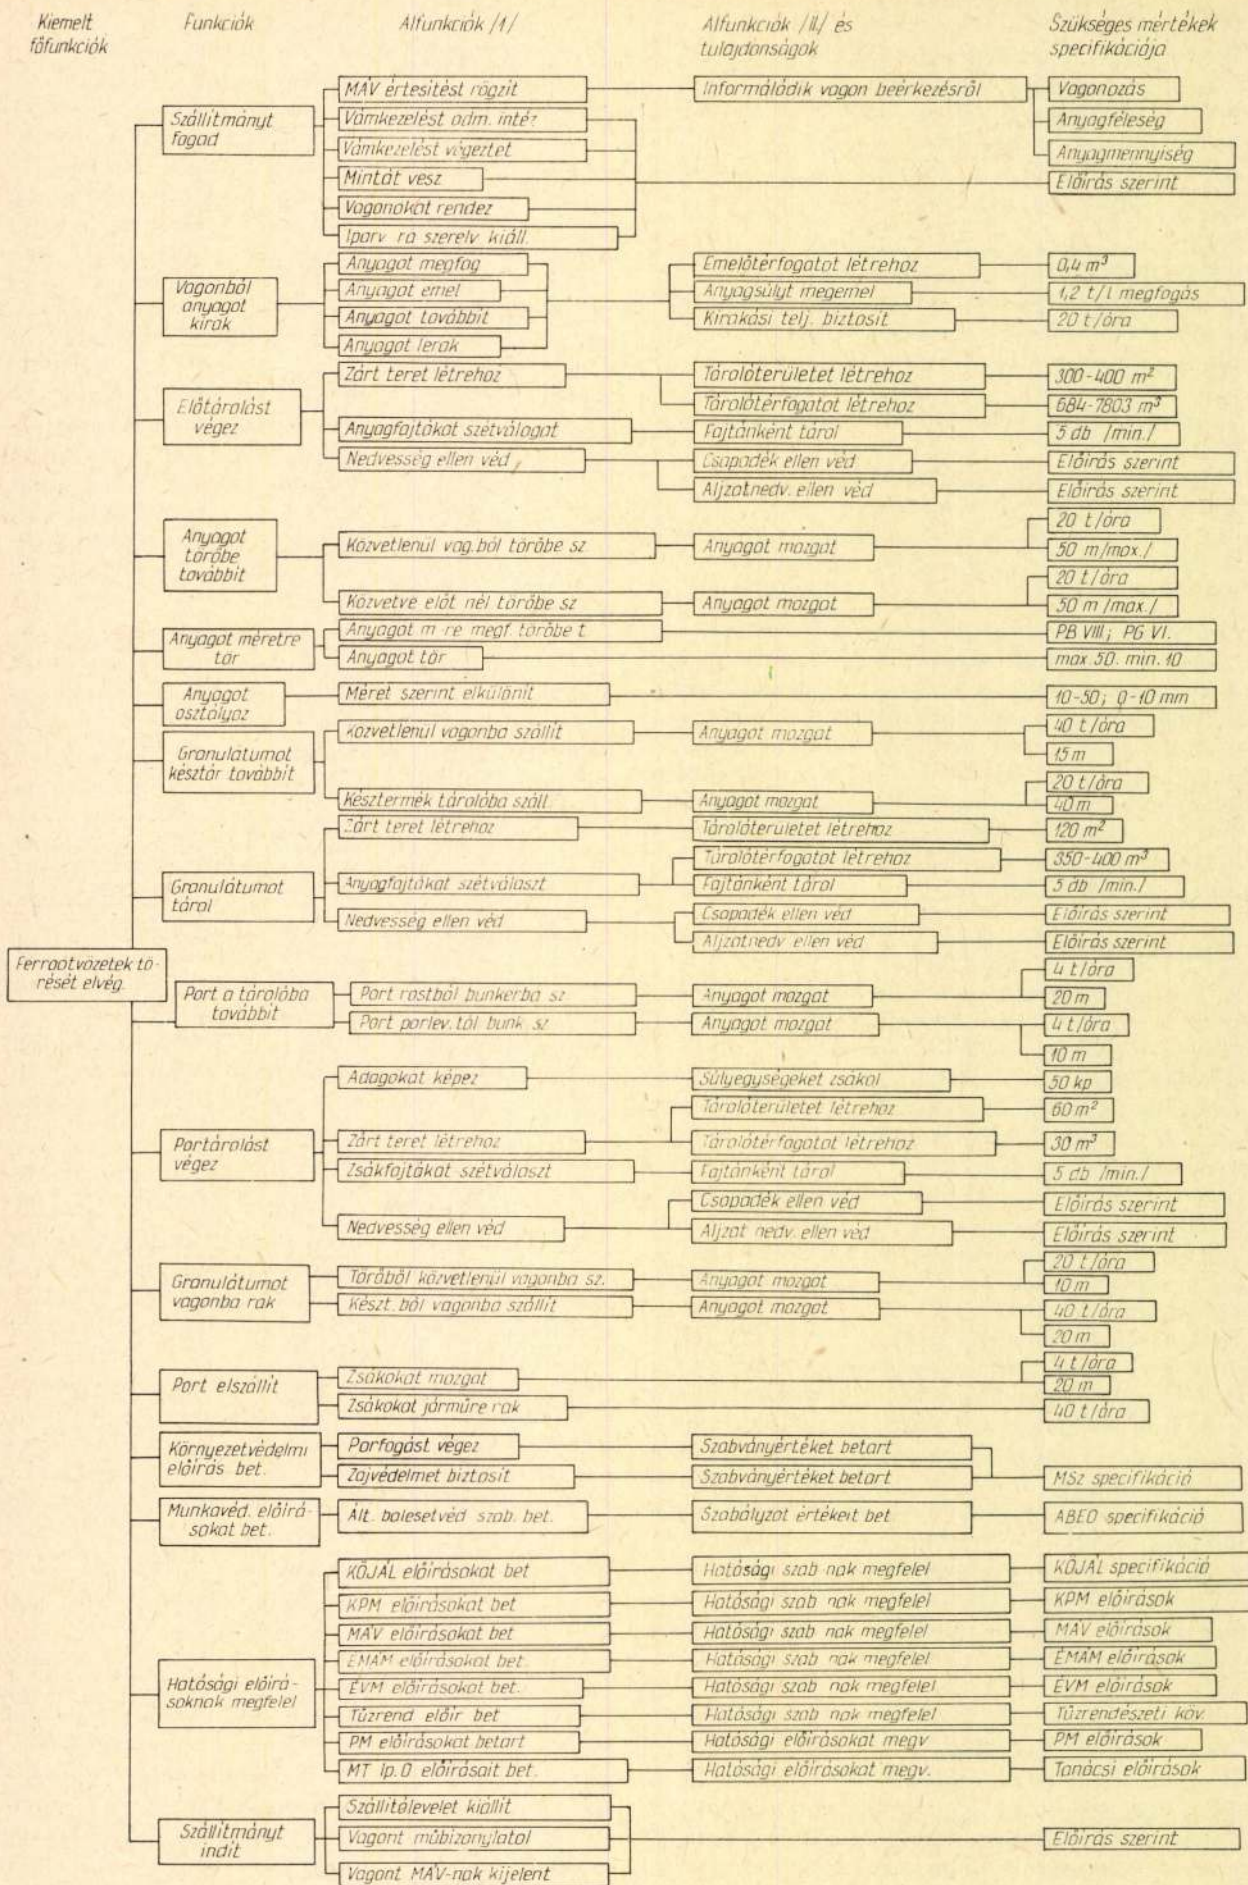 Kiemelt
főfunkciók
Funkciók
Alfunkciók /I/
Alfunkciók /II./ és
tulajdonságok
Szükséges mértékek
specifikációja
Ferroötvözetek tö-
rését elvég.
Szállítmányt
fogad
MÁV értesítést rögzít
Informálódik vagon beérkezésről
Vagonozás
Anyagféleség
Anyagmennyiség
Vámkezelést adm. intéz
Vámkezelést végeztet
Mintát vesz
Vagonokat rendez
Iparv. ra szerelv kiáll.
Előírás szerint
Vagonból
anyagot
kirak
Anyagot megfog
Anyagot emel
Anyagot továbbít
Anyagot lerak
Emelőtérfogatot létrehoz
0,4 m³
Anyagsúlyt megemel
1,2 t/1 megfogás
Kirakási telj. biztosít
20 t/óra
Előtárolást
végez
Zárt teret létrehoz
Tárolóterületet létrehoz
300-400 m²
Tárolótérfogatot létrehoz
684-7803 m³
Anyagfajtákat szétválogat
Fajtánként tárol
5 db /min./
Nedvesség ellen véd
Csapadék ellen véd
Előírás szerint
Aljzatnedv. ellen véd
Előírás szerint
Anyagot
törőbe
továbbít
Közvetlenül vag.ból törőbe sz
Anyagot mozgat
20 t/óra
50 m/max./
Közvetve előt nél törőbe sz
Anyagot mozgat
20 t/óra
50 m /max./
Anyagot méretre
tör
Anyagot m-re megf. törőbe t
PB VIII; PG VI.
Anyagot tör
max. 50. min. 10
Anyagot
osztályoz
Méret szerint elkülönít
10-50; 0-10 mm
Granulátumot
késztár továbbít
Közvetlenül vagonba szállít
Anyagot mozgat
40 t/óra
15 m
Késztermék tárolóba száll.
Anyagot mozgat
20 t/óra
40 m
Granulátumot
tárol
Zárt teret létrehoz
Tárolóterületet létrehoz
120 m²
Tárolótérfogatot létrehoz
350-400 m³
Anyagfajtákat szétválaszt
Fajtánként tárol
5 db /min./
Nedvesség ellen véd
Csapadék ellen véd
Előírás szerint
Aljzatnedv ellen véd
Előírás szerint
Port a tárolóba
továbbít
Port rostból bunkerba sz
Anyagot mozgat
4 t/óra
20 m
Port porlev. tól bunk sz
Anyagot mozgat
4 t/óra
10 m
Portárolást
végez
Adagokat képez
Súlyegységeket zsákol
50 kp
Zárt teret létrehoz
Tárolóterületet létrehoz
60 m²
Tárolótérfogatot létrehoz
30 m³
Zsákfajtákat szétválaszt
Fajtánként tárol
5 db /min./
Nedvesség ellen véd
Csapadék ellen véd
Előírás szerint
Aljzat nedv. ellen véd
Előírás szerint
Granulátumot
vagonba rak
Törőből közvetlenül vagonba sz.
Anyagot mozgat
20 t/óra
10 m
Készt. ból vagonba szállít
Anyagot mozgat
40 t/óra
20 m
Port elszállít
Zsákokat mozgat
4 t/óra
20 m
Zsákokat járműre rak
40 t/óra
Környezetvédelmi
előírás bet.
Porfogást végez
Szabványértéket betart
Zajvédelmet biztosít
Szabványértéket betart
MSz specifikáció
Munkavéd. előírá-
sokat bet.
Ált. balesetvéd szab. bet.
Szabályzat értékeit bet
ABEO specifikáció
Hatósági előírá-
soknak megfelel
KÖJÁL előírásokat bet
Hatósági szab nak megfelel
KÖJÁL specifikáció
KPM előírásokat bet
Hatósági szab nak megfelel
KPM előírások
MÁV előírásokat bet
Hatósági szab nak megfelel
MÁV előírások
ÉMÁM előírásokat bet.
Hatósági szab nak megfelel
ÉMÁM előírások
ÉVM előírásokat bet.
Hatósági szab nak megfelel
ÉVM előírások
Tűzrend előír bet
Hatósági szab nak megfelel
Tűzrendészeti köv.
PM előírásokat betart
Hatósági előírásokat megv
PM előírások
MT Ip.O előírásait bet.
Hatósági előírásokat megv.
Tanácsi előírások
Szállítmányt
indít
Szállítólevelet kiállít
Vagont műbizonylatol
Vagont MÁV-nak kijelent
Előírás szerint